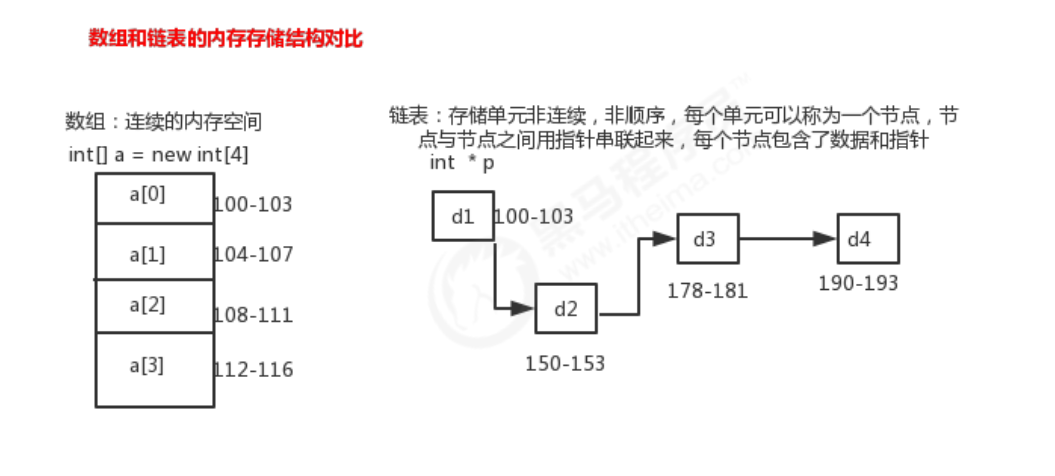 数组和链表的内存存储结构对比
数组：连续的内存空间
int[] a = new int[4]
a[0]
100-103
a[1]
104-107
a[2]
108-111
a[3]
112-116
链表：存储单元非连续，非顺序，每个单元可以称为一个节点，节
点与节点之间用指针串联起来，每个节点包含了数据和指针
int * p
d1
100-103
d2
150-153
d3
178-181
d4
190-193
黑马程序员™
www.itheima.com